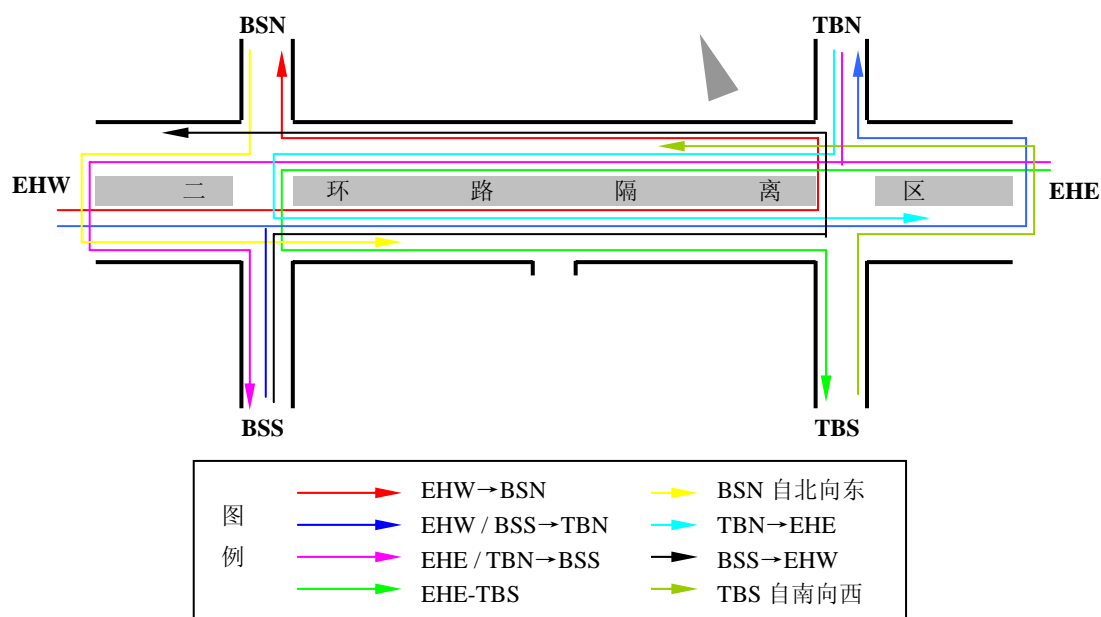 BSN TBN
EHW 二 环 路 隔 离 区 EHE
BSS TBS
图例
EHW→BSN
EHW / BSS→TBN
EHE / TBN→BSS
EHE-TBS
BSN 自北向东
TBN→EHE
BSS→EHW
TBS 自南向西